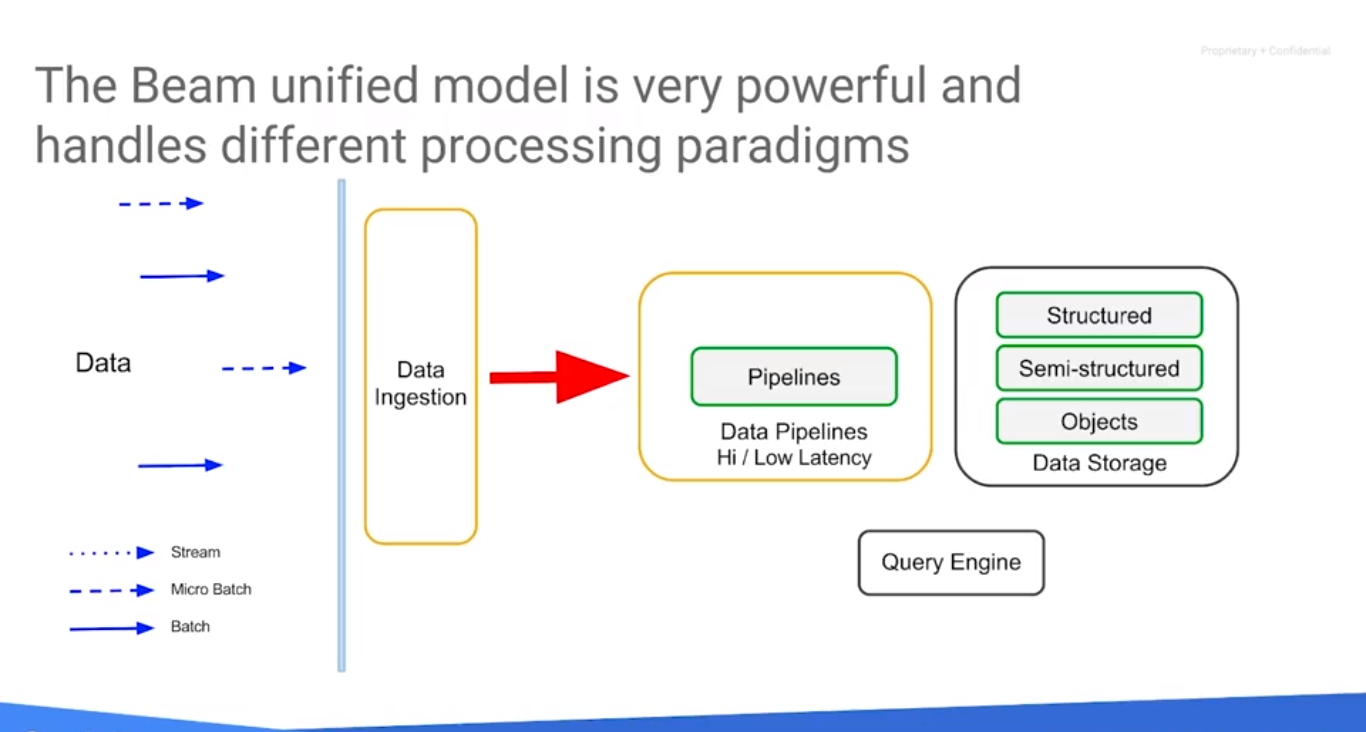 Proprietary + Confidential
The Beam unified model is very powerful and
handles different processing paradigms
Data
Data
Ingestion
Pipelines
Data Pipelines
Hi / Low Latency
Structured
Semi-structured
Objects
Data Storage
Query Engine
Stream
Micro Batch
Batch